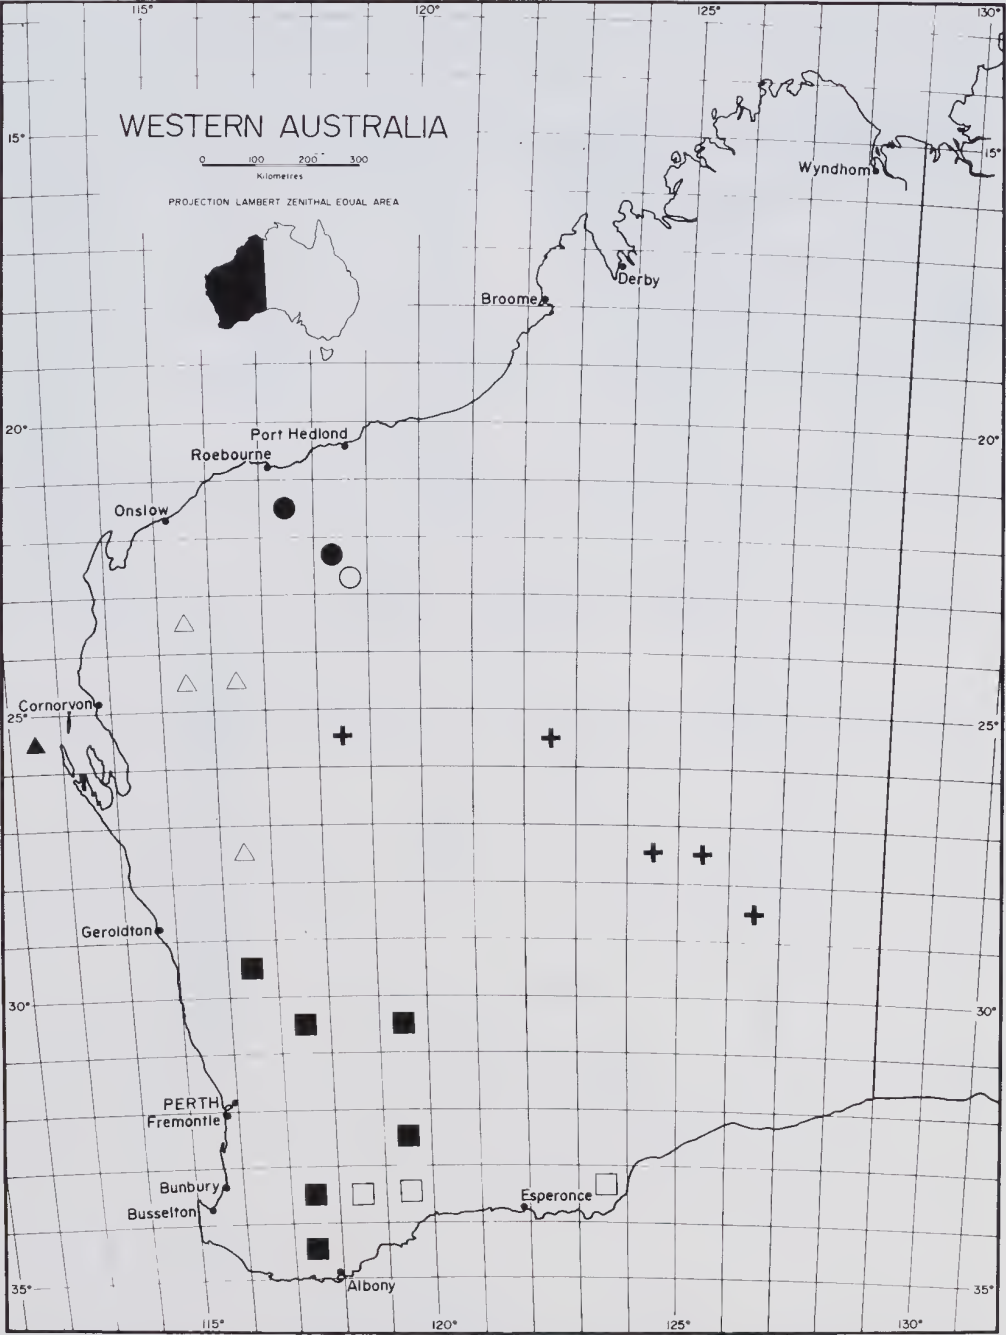 115° 120° 125° 130°
WESTERN AUSTRALIA
15° 15°
0 100 200 300
Kilometres
PROJECTION LAMBERT ZENITHAL EQUAL AREA
Wyndham
Derby
Broome
20° 20°
Port Hedlond
Roebourne
Onslow
Cornorvon
25° 25°
Geroldton
30° 30°
PERTH
Fremontle
Bunbury
Busselton
Esperonce
Albony
35° 35°
115° 120° 125° 130°